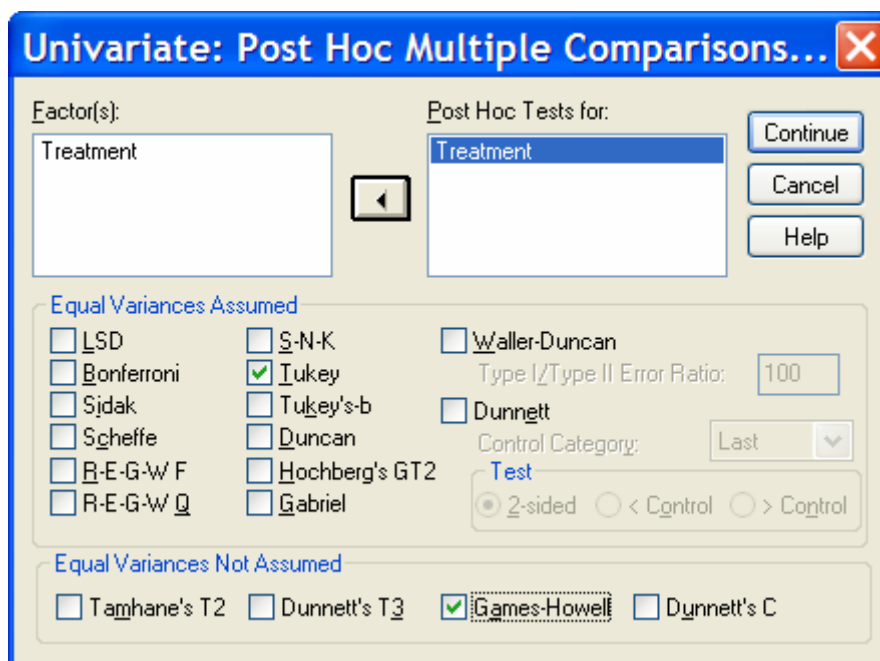 Univariate: Post Hoc Multiple Comparisons...
Factor(s):
Treatment
Post Hoc Tests for:
Treatment
Continue
Cancel
Help
Equal Variances Assumed
LSD
Bonferroni
Sidak
Scheffe
R-E-G-W F
R-E-G-W Q
S-N-K
Tukey
Tukey's-b
Duncan
Hochberg's GT2
Gabriel
Waller-Duncan
Type I/Type II Error Ratio: 100
Dunnett
Control Category: Last
Test
2-sided < Control > Control
Equal Variances Not Assumed
Tamhane's T2 Dunnett's T3 Games-Howell Dunnett's C